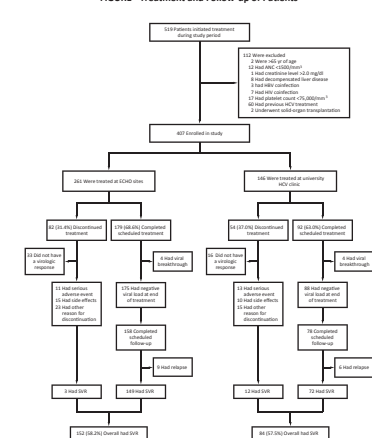 FIGURE Treatment and Follow-up of Patients
519 Patients initiated treatment
during study period
112 Were excluded
2 Were >65 yr of age
12 Had ANC <1500/mm³
1 Had creatinine level >2.0 mg/dl
8 Had decompensated liver disease
3 Had HBV coinfection
7 Had HIV coinfection
17 Had platelet count <75,000/mm³
60 Had previous HCV treatment
2 Underwent solid-organ transplantation
407 Enrolled in study
261 Were treated at ECHO sites
146 Were treated at university
HCV clinic
82 (31.4%) Discontinued
treatment
179 (68.6%) Completed
scheduled treatment
54 (37.0%) Discontinued
treatment
92 (63.0%) Completed
scheduled treatment
33 Did not have
a virologic
response
4 Had viral
breakthrough
16 Did not have
a virologic
response
4 Had viral
breakthrough
11 Had serious
adverse event
15 Had side effects
23 Had other
reason for
discontinuation
175 Had negative
viral load at end
of treatment
13 Had serious
adverse event
10 Had side effects
15 Had other
reason for
discontinuation
88 Had negative
viral load at end
of treatment
158 Completed
scheduled
follow-up
78 Completed
scheduled
follow-up
9 Had relapse
6 Had relapse
3 Had SVR
149 Had SVR
12 Had SVR
72 Had SVR
152 (58.2%) Overall had SVR
84 (57.5%) Overall had SVR